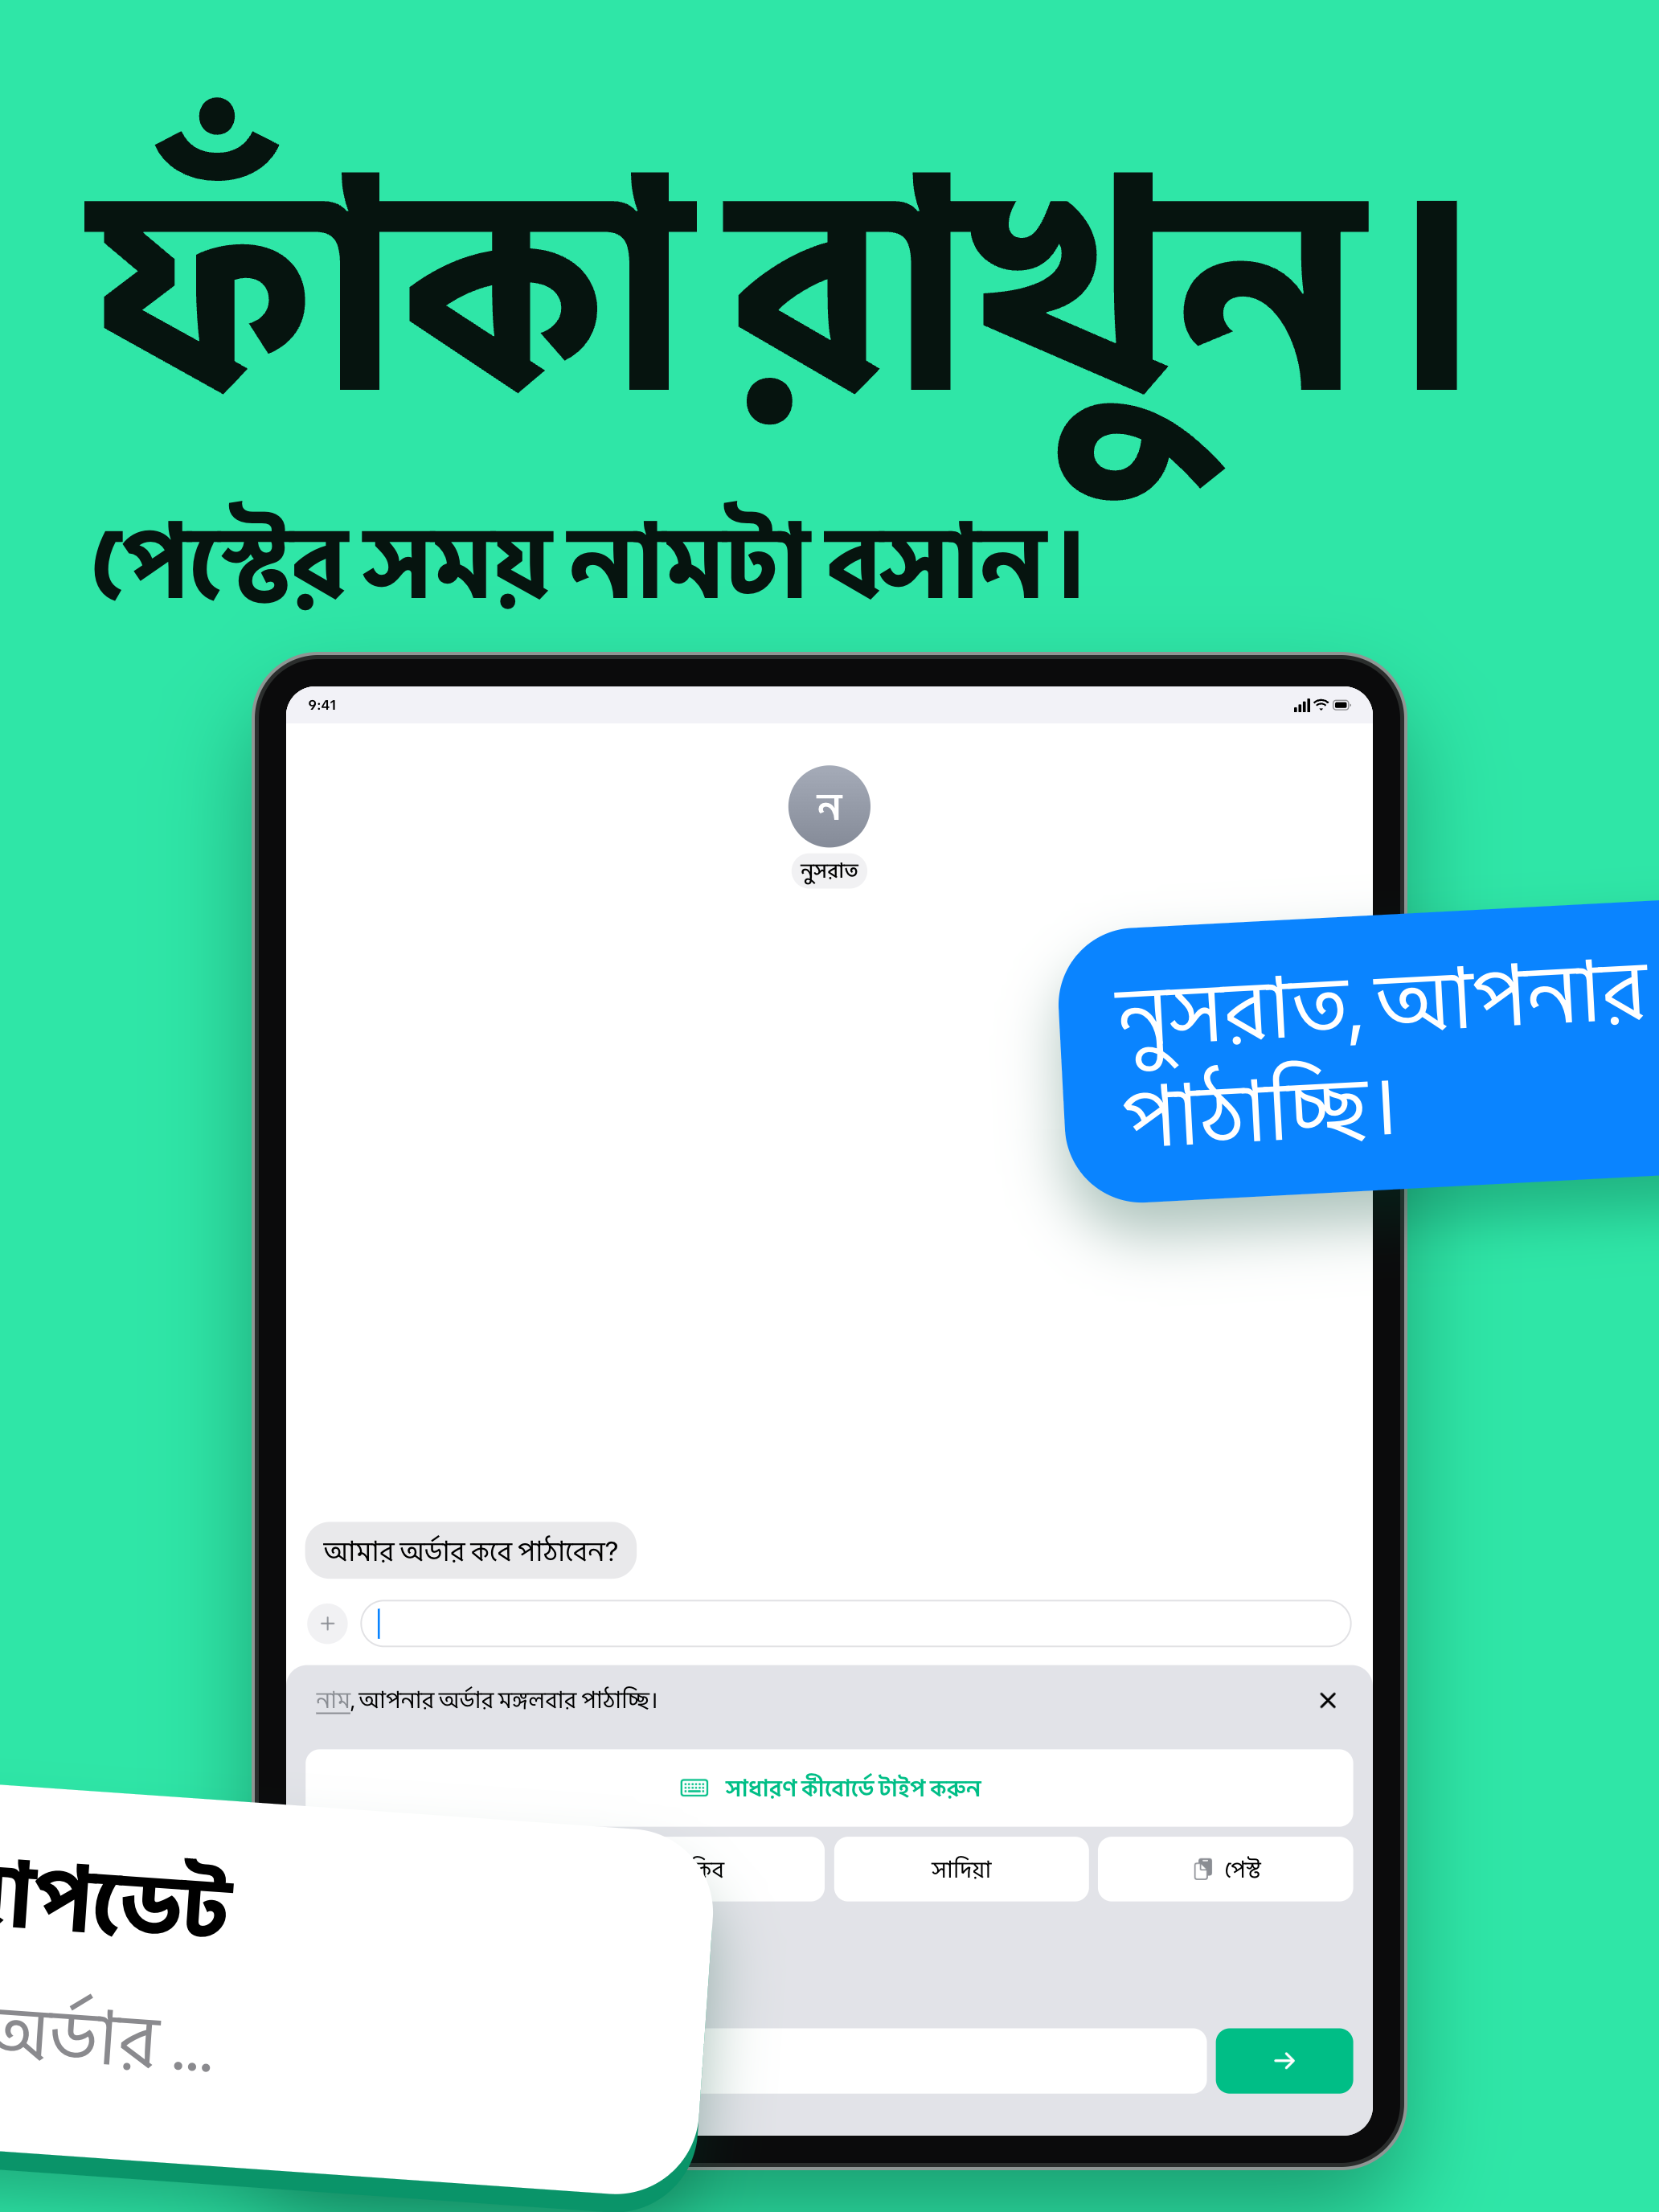 ফাঁকা রাখুন।
পেস্টের সময় নামটা বসান।
9:41
ন
নুসরাত
নুসরাত, আপনার
পাঠাচ্ছি।
আমার অর্ডার কবে পাঠাবেন?
নাম, আপনার অর্ডার মঙ্গলবার পাঠাচ্ছি।
সাধারণ কীবোর্ডে টাইপ করুন
সাদিয়া
পেস্ট
অর্ডার ...